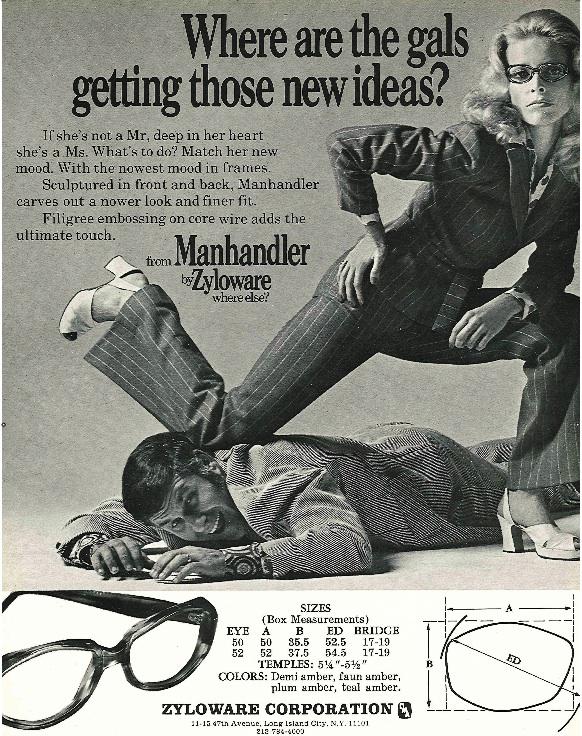 Where are the gals
getting those new ideas?
If she's not a Mr, deep in her heart
she's a Ms. What's to do? Match her new
mood. With the nowest mood in frames.
Sculptured in front and back, Manhandler
carves out a nower look and finer fit.
Filigree embossing on core wire adds the
ultimate touch.
from Manhandler
by Zyloware
where else?
SIZES
(Box Measurements)
EYE A B ED BRIDGE
50 50 35.5 52.5 17-19
52 52 37.5 54.5 17-19
TEMPLES: 5¼"-5½"
COLORS: Demi amber, faun amber,
plum amber, teal amber.
A
B
ED
ZYLOWARE CORPORATION
11-15 47th Avenue, Long Island City, N.Y. 11101
212-784-4000